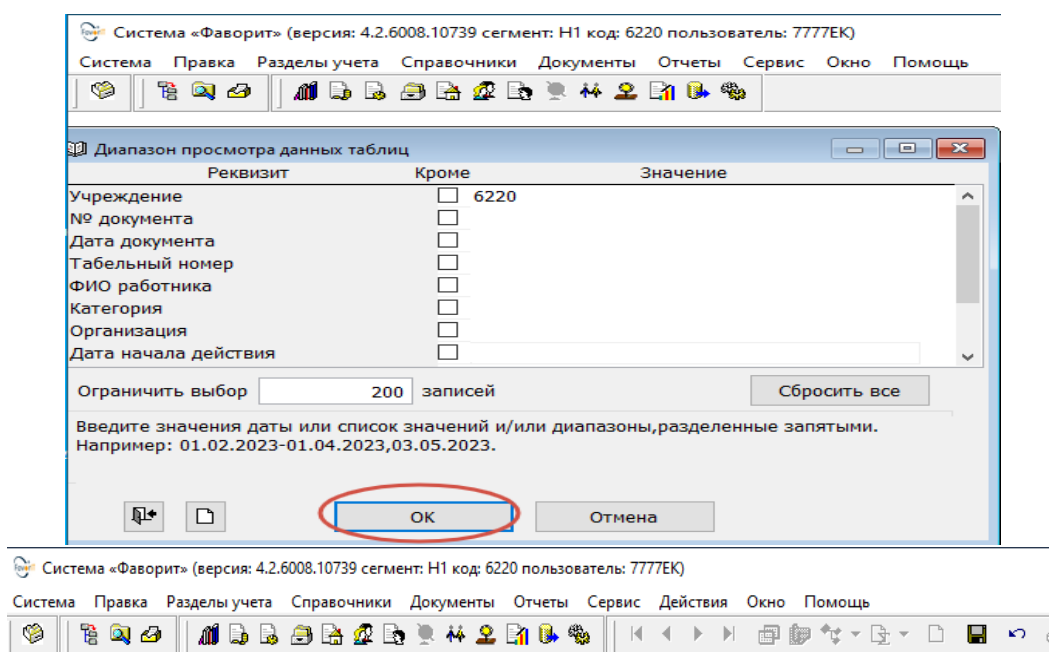 Система «Фаворит» (версия: 4.2.6008.10739 сегмент: Н1 код: 6220 пользователь: 7777EK)
Система Правка Разделы учета Справочники Документы Отчеты Сервис Окно Помощь
Диапазон просмотра данных таблиц
Реквизит Кроме Значение
Учреждение 6220
№ документа
Дата документа
Табельный номер
ФИО работника
Категория
Организация
Дата начала действия
Ограничить выбор 200 записей Сбросить все
Введите значения даты или список значений и/или диапазоны,разделенные запятыми.
Например: 01.02.2023-01.04.2023,03.05.2023.
ОК Отмена
Система «Фаворит» (версия: 4.2.6008.10739 сегмент: Н1 код: 6220 пользователь: 7777EK)
Система Правка Разделы учета Справочники Документы Отчеты Сервис Действия Окно Помощь